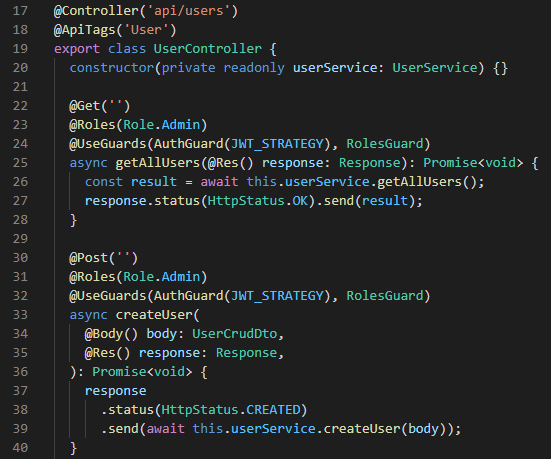 17 @Controller('api/users')
18 @ApiTags('User')
19 export class UserController {
20   constructor(private readonly userService: UserService) {}
21
22   @Get('')
23   @Roles(Role.Admin)
24   @UseGuards(AuthGuard(JWT_STRATEGY), RolesGuard)
25   async getAllUsers(@Res() response: Response): Promise<void> {
26     const result = await this.userService.getAllUsers();
27     response.status(HttpStatus.OK).send(result);
28   }
29
30   @Post('')
31   @Roles(Role.Admin)
32   @UseGuards(AuthGuard(JWT_STRATEGY), RolesGuard)
33   async createUser(
34     @Body() body: UserCrudDto,
35     @Res() response: Response,
36   ): Promise<void> {
37     response
38       .status(HttpStatus.CREATED)
39       .send(await this.userService.createUser(body));
40   }